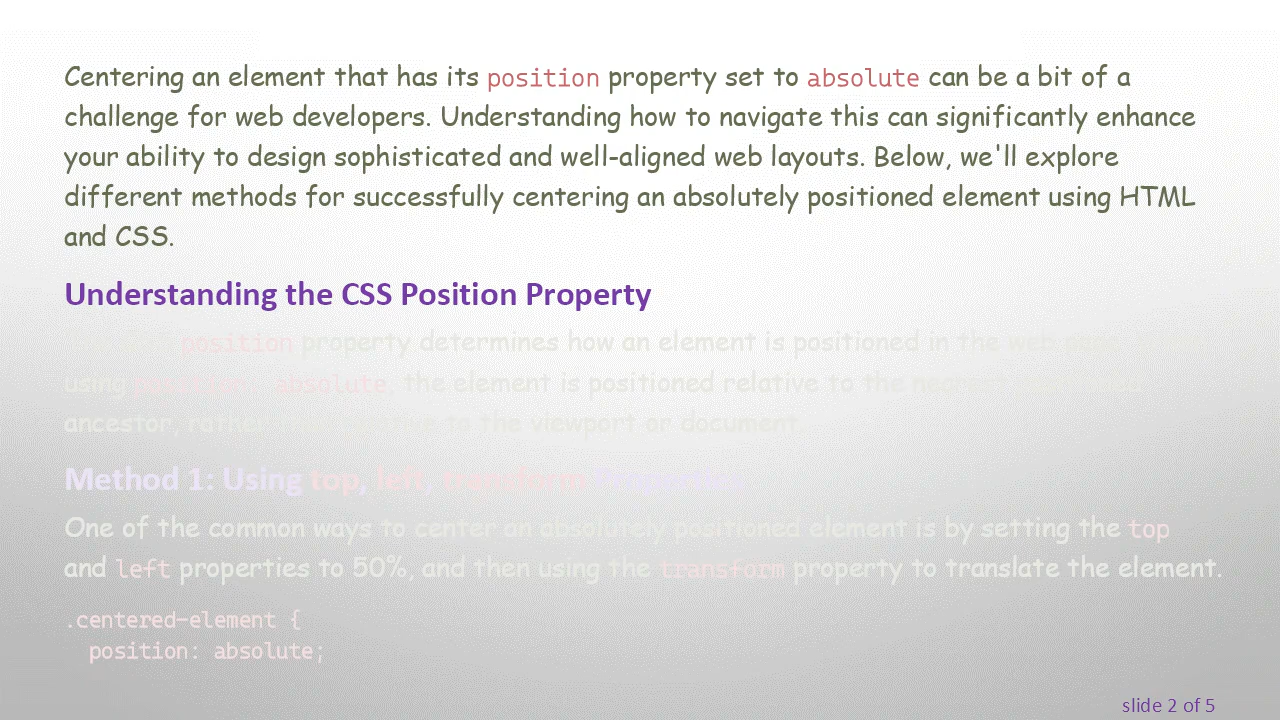 Centering an element that has its position property set to absolute can be a bit of a
challenge for web developers. Understanding how to navigate this can significantly enhance
your ability to design sophisticated and well-aligned web layouts. Below, we'll explore
different methods for successfully centering an absolutely positioned element using HTML
and CSS.
Understanding the CSS Position Property
position property determines how an element is positioned in the web
using position: absolute, the element is positioned relative to the
ancestor, rather than relative to the viewport or document.
Method 1: Using top, left, transform Properties
One of the common ways to center an absolutely positioned element is by setting the top
and left properties to 50%, and then using the transform property to translate the element.
.centered-element {
position: absolute;
slide 2 of 5